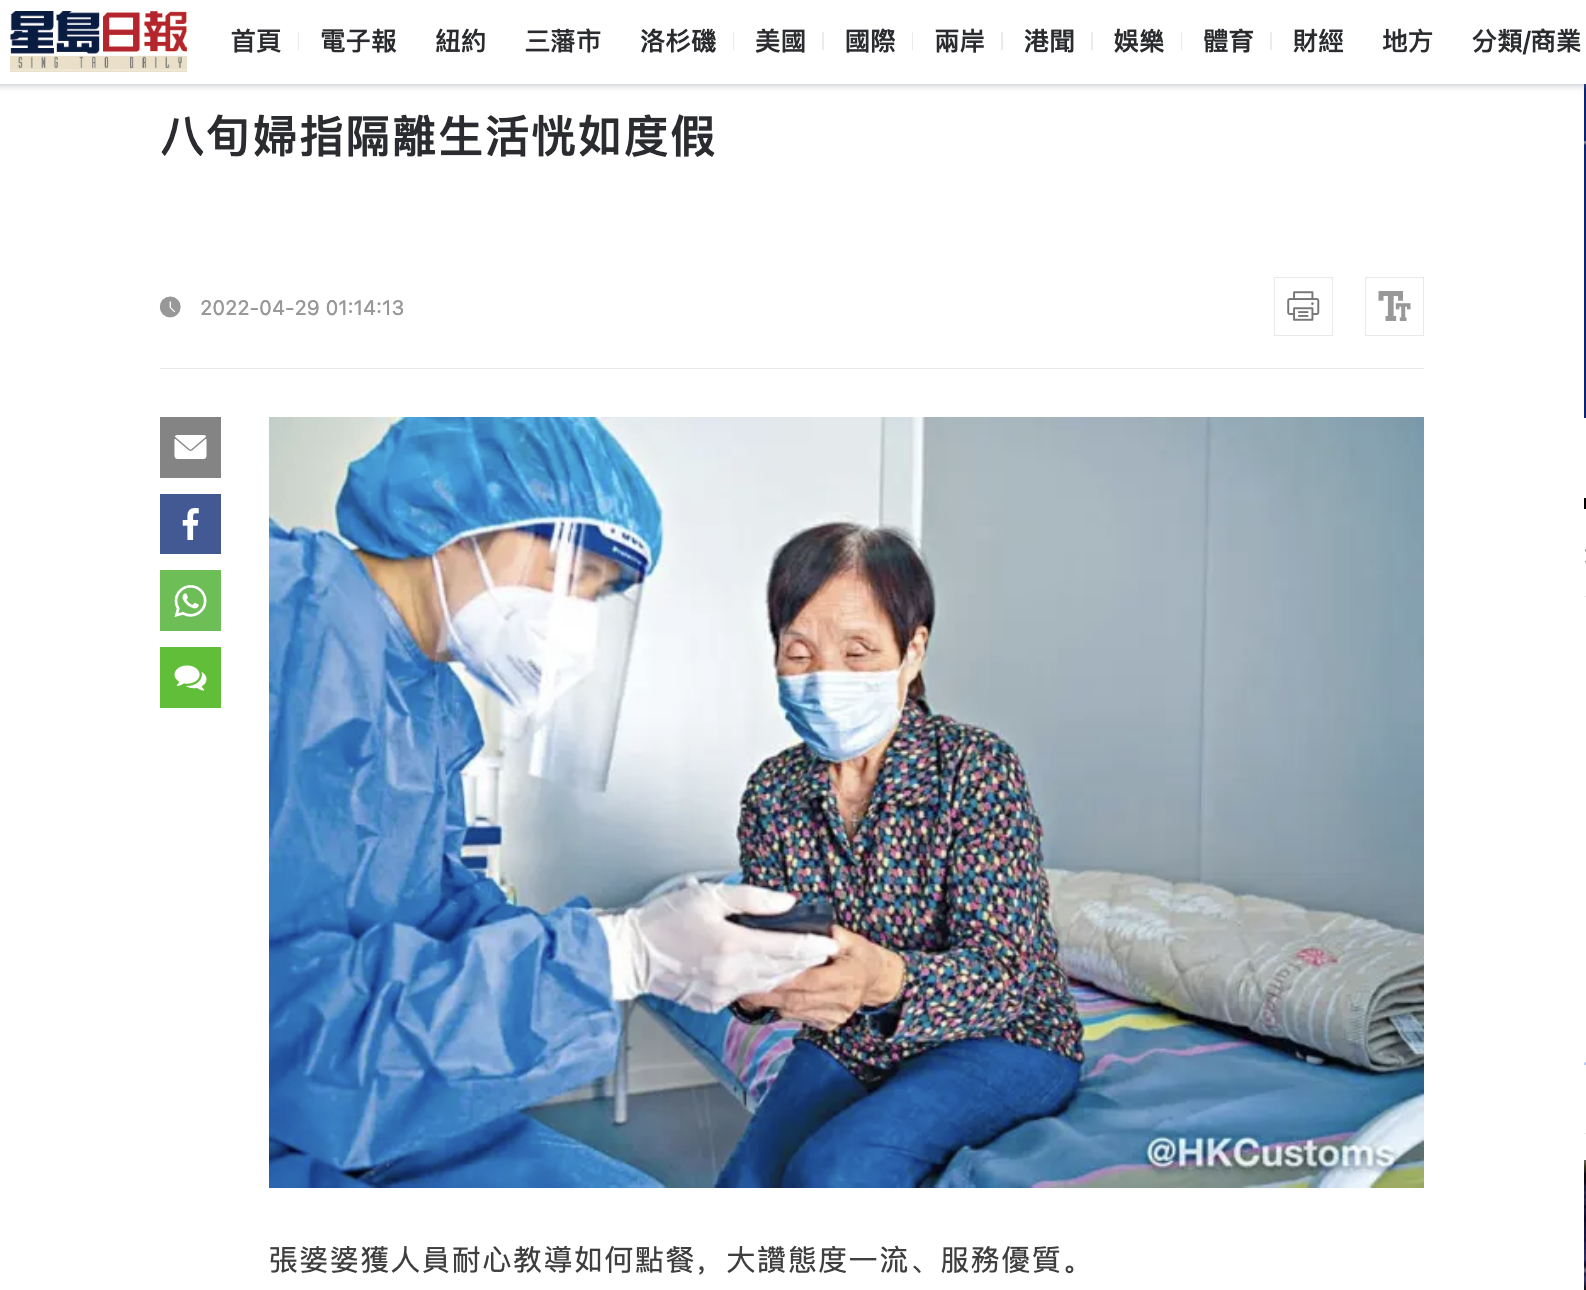 星島日報
SING TAO DAILY
首頁 電子報 紐約 三藩市 洛杉磯 美國 國際 兩岸 港聞 娛樂 體育 財經 地方 分類/商業
八旬婦指隔離生活恍如度假
2022-04-29 01:14:13
@HKCustoms
張婆婆獲人員耐心教導如何點餐，大讚態度一流、服務優質。